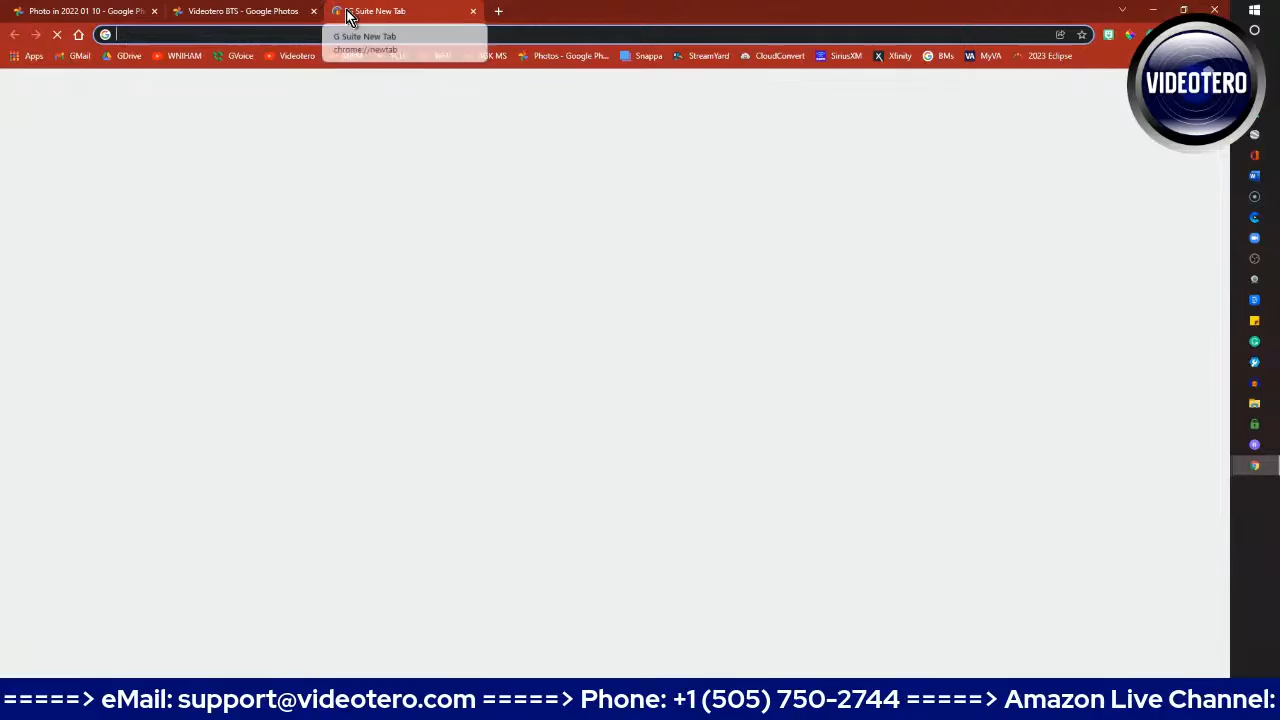 Photo in 2022 01 10 - Google Ph
Videotero BTS - Google Photos
G Suite New Tab
G Suite New Tab
chrome://newtab
Apps
GMail
GDrive
WNIHAM
GVoice
Videotero
Photos - Google Ph...
Snappa
StreamYard
CloudConvert
SiriusXM
Xfinity
BMs
MyVA
2023 Eclipse
VIDEOTERO
=====> eMail: support@videotero.com =====> Phone: +1 (505) 750-2744 =====> Amazon Live Channel: